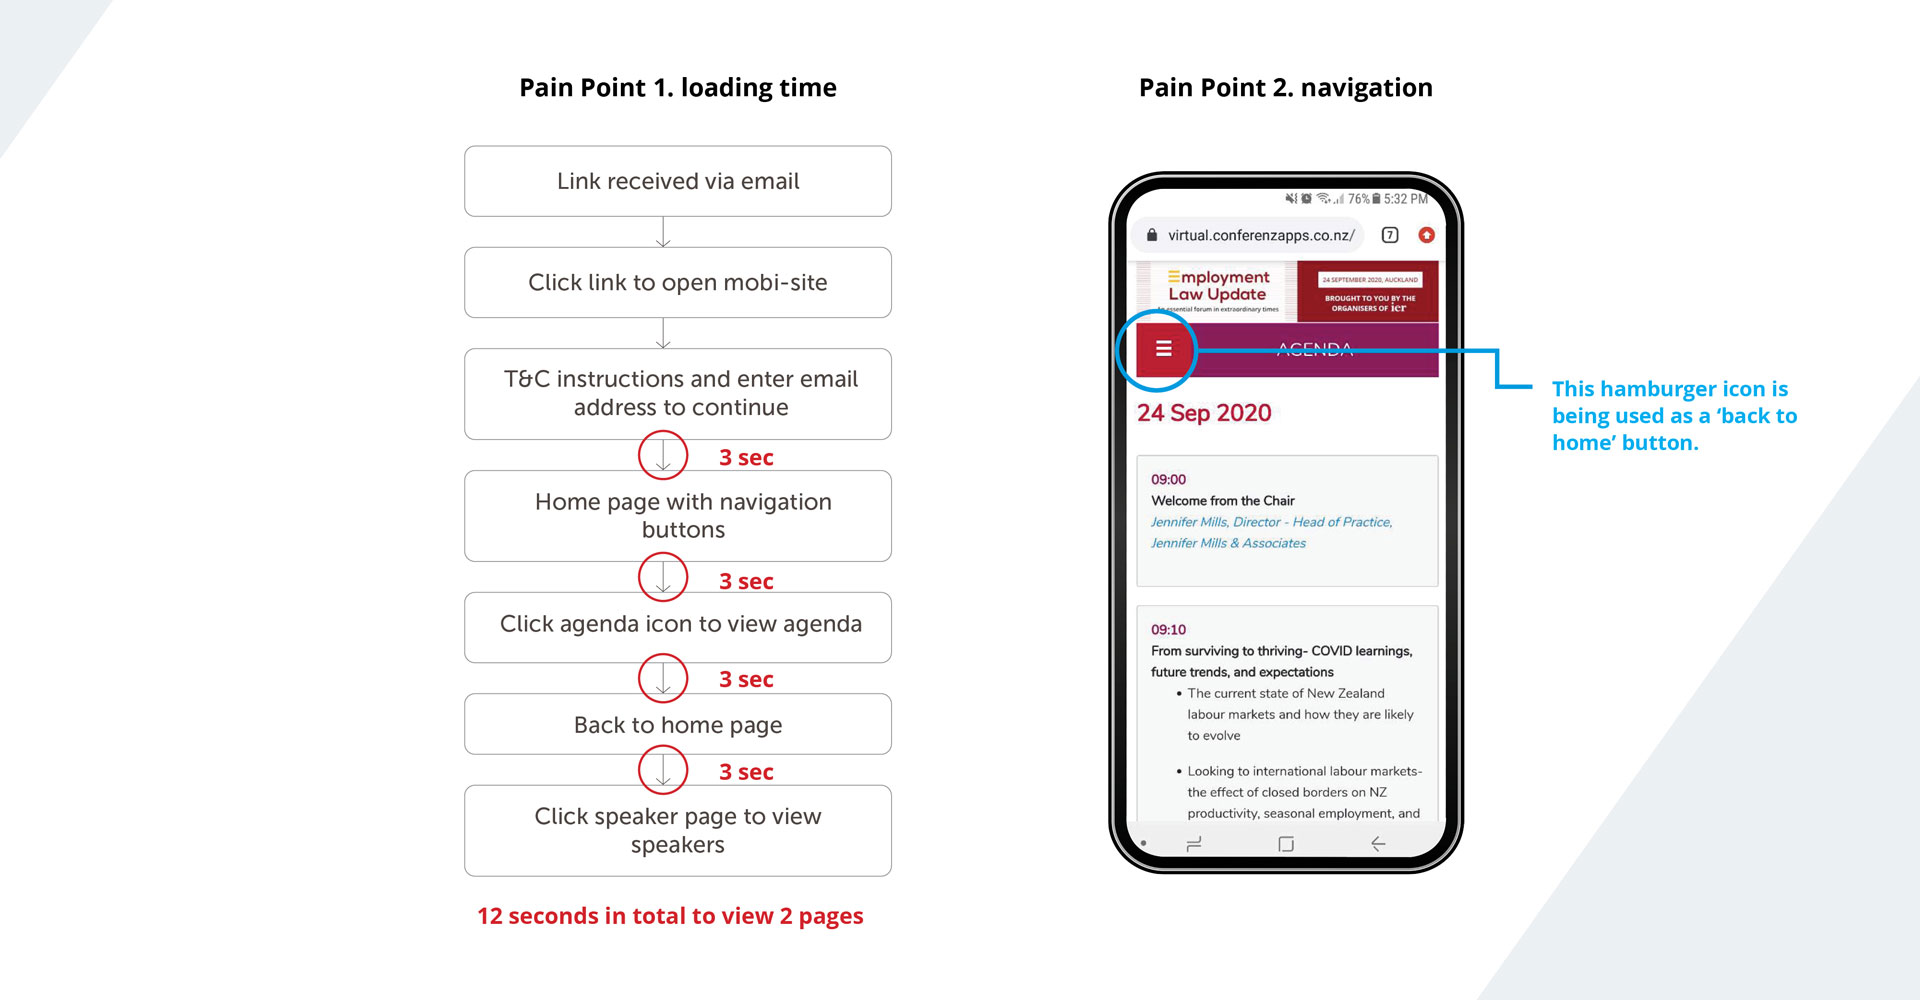 Pain Point 1. loading time
Link received via email
Click link to open mobi-site
T&C instructions and enter email
address to continue
3 sec
Home page with navigation
buttons
3 sec
Click agenda icon to view agenda
3 sec
Back to home page
3 sec
Click speaker page to view
speakers
12 seconds in total to view 2 pages
Pain Point 2. navigation
76% 5:32 PM
virtual.conferenzapps.co.nz/
7
Employment
Law Update
essential forum in extraordinary times
24 SEPTEMBER 2020, AUCKLAND
BROUGHT TO YOU BY THE
ORGANISERS OF icr
AGENDA
24 Sep 2020
09:00
Welcome from the Chair
Jennifer Mills, Director - Head of Practice,
Jennifer Mills & Associates
09:10
From surviving to thriving- COVID learnings,
future trends, and expectations
• The current state of New Zealand
labour markets and how they are likely
to evolve
• Looking to international labour markets-
the effect of closed borders on NZ
productivity, seasonal employment, and
This hamburger icon is
being used as a ‘back to
home’ button.